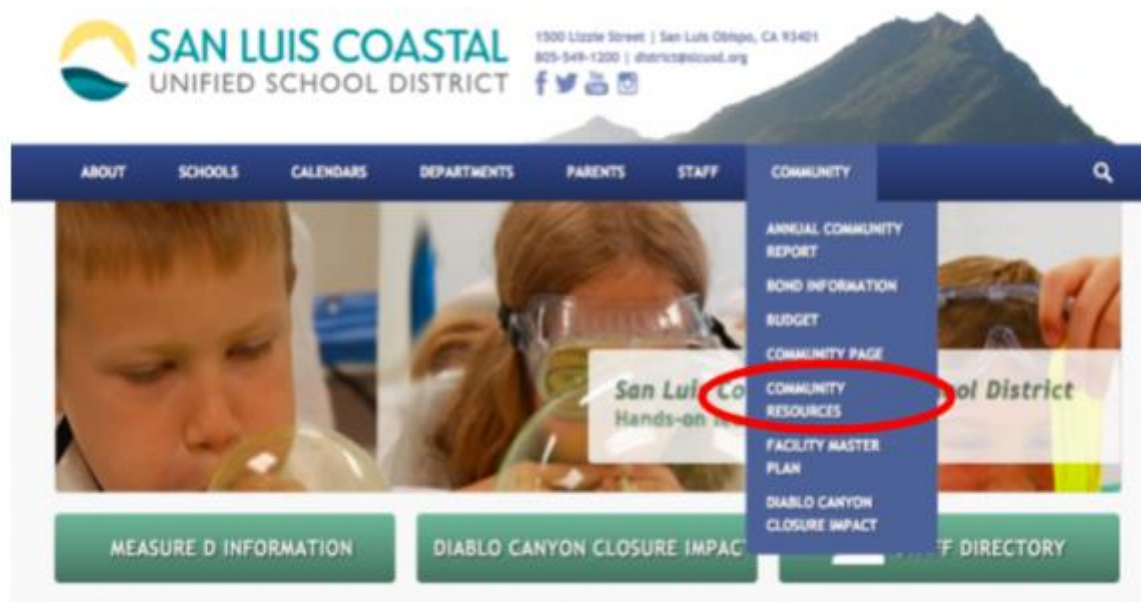 SAN LUIS COASTAL
UNIFIED SCHOOL DISTRICT
1500 Lizzie Street | San Luis Obispo, CA 93401
805-549-1200 | district@slcusd.org
ABOUT SCHOOLS CALENDARS DEPARTMENTS PARENTS STAFF COMMUNITY
ANNUAL COMMUNITY
REPORT
BOND INFORMATION
BUDGET
COMMUNITY PAGE
COMMUNITY
RESOURCES
FACILITY MASTER
PLAN
DIABLO CANYON
CLOSURE IMPACT
San Luis Co ol District
Hands-on
MEASURE D INFORMATION
DIABLO CANYON CLOSURE IMPAC
FF DIRECTORY